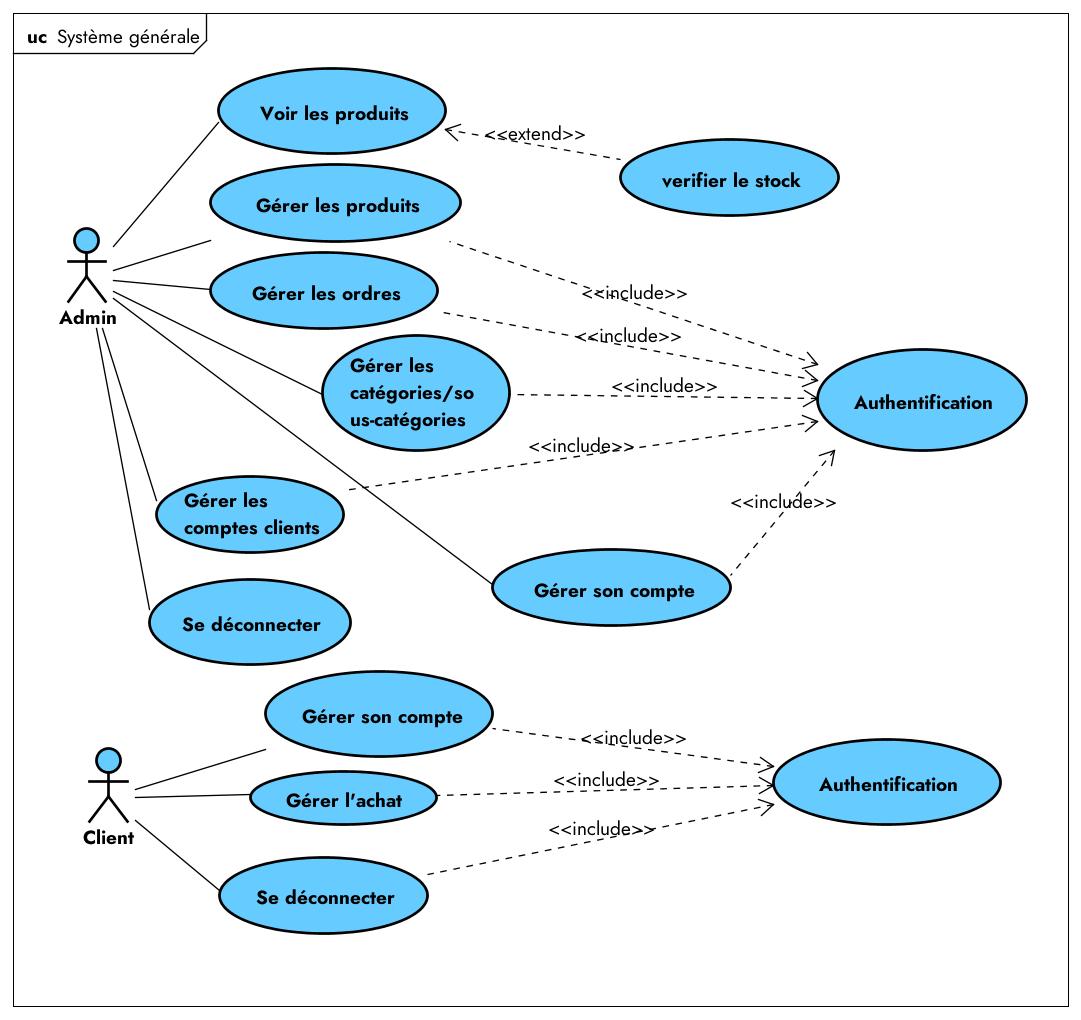 uc Système générale
Voir les produits
<<extend>>
verifier le stock
Gérer les produits
<<include>>
Gérer les ordres
<<include>>
Admin
Gérer les
catégories/so
us-catégories
<<include>>
Authentification
<<include>>
Gérer les
comptes clients
<<include>>
Gérer son compte
Se déconnecter
Gérer son compte
<<include>>
Gérer l'achat
<<include>>
Authentification
Client
<<include>>
Se déconnecter